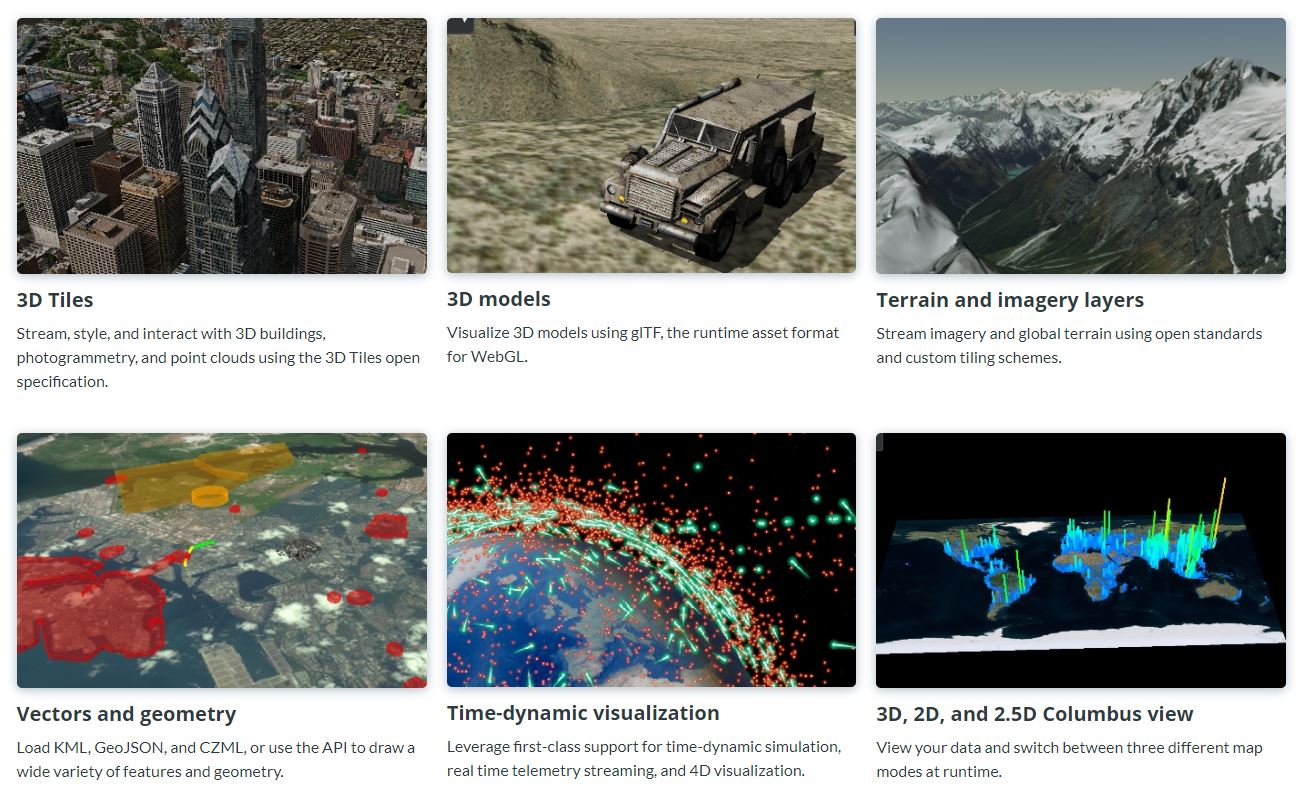 3D Tiles
Stream, style, and interact with 3D buildings,
photogrammetry, and point clouds using the 3D Tiles open
specification.
3D models
Visualize 3D models using glTF, the runtime asset format
for WebGL.
Terrain and imagery layers
Stream imagery and global terrain using open standards
and custom tiling schemes.
Vectors and geometry
Load KML, GeoJSON, and CZML, or use the API to draw a
wide variety of features and geometry.
Time-dynamic visualization
Leverage first-class support for time-dynamic simulation,
real time telemetry streaming, and 4D visualization.
3D, 2D, and 2.5D Columbus view
View your data and switch between three different map
modes at runtime.